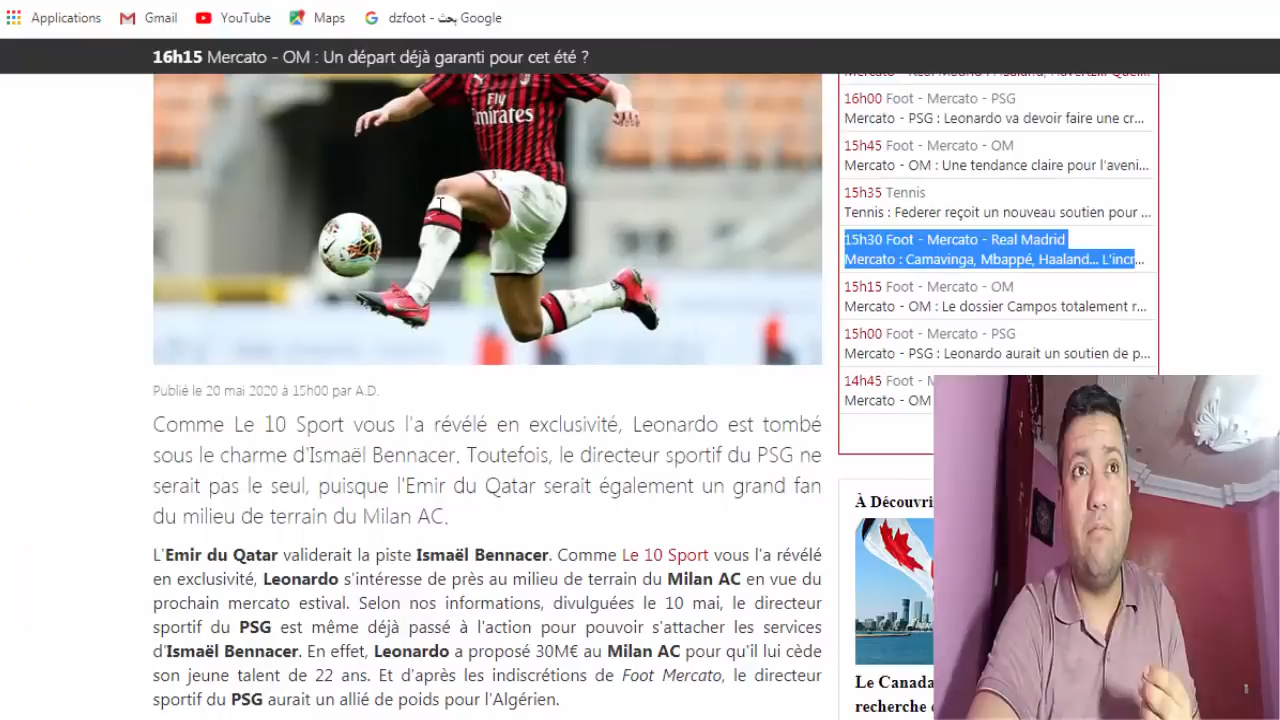 Applications
Gmail
YouTube
Maps
dzfoot - بحث Google
16h15 Mercato - OM : Un départ déjà garanti pour cet été ?
Fly
Emirates
Publié le 20 mai 2020 à 15h00 par A.D.
Comme Le 10 Sport vous l'a révélé en exclusivité, Leonardo est tombé
sous le charme d'Ismaël Bennacer. Toutefois, le directeur sportif du PSG ne
serait pas le seul, puisque l'Emir du Qatar serait également un grand fan
du milieu de terrain du Milan AC.
L'Emir du Qatar validerait la piste Ismaël Bennacer. Comme Le 10 Sport vous l'a révélé
en exclusivité, Leonardo s'intéresse de près au milieu de terrain du Milan AC en vue du
prochain mercato estival. Selon nos informations, divulguées le 10 mai, le directeur
sportif du PSG est même déjà passé à l'action pour pouvoir s'attacher les services
d'Ismaël Bennacer. En effet, Leonardo a proposé 30M€ au Milan AC pour qu'il lui cède
son jeune talent de 22 ans. Et d'après les indiscrétions de Foot Mercato, le directeur
sportif du PSG aurait un allié de poids pour l'Algérien.
16h00 Foot - Mercato - PSG
Mercato - PSG : Leonardo va devoir faire une cr...
15h45 Foot - Mercato - OM
Mercato - OM : Une tendance claire pour l'aveni...
15h35 Tennis
Tennis : Federer reçoit un nouveau soutien pour ...
15h30 Foot - Mercato - Real Madrid
Mercato : Camavinga, Mbappé, Haaland... L'incr...
15h15 Foot - Mercato - OM
Mercato - OM : Le dossier Campos totalement r...
15h00 Foot - Mercato - PSG
Mercato - PSG : Leonardo aurait un soutien de p...
14h45 Foot - M
Mercato - OM
À Découvri
Le Canada
recherche